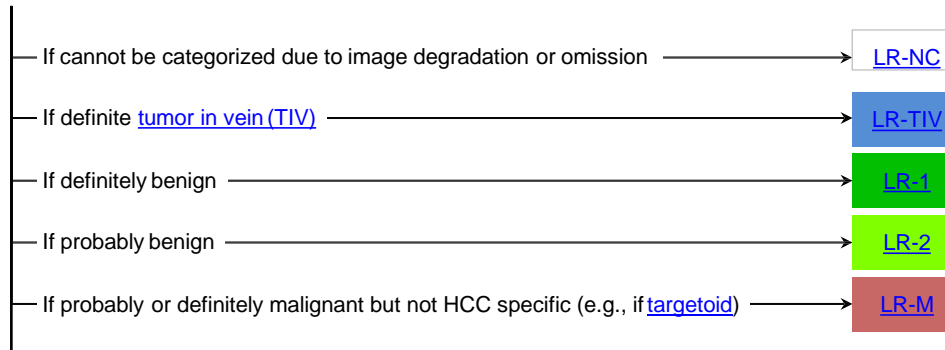 If cannot be categorized due to image degradation or omission LR-NC
If definite tumor in vein (TIV) LR-TIV
If definitely benign LR-1
If probably benign LR-2
If probably or definitely malignant but not HCC specific (e.g., if targetoid) LR-M